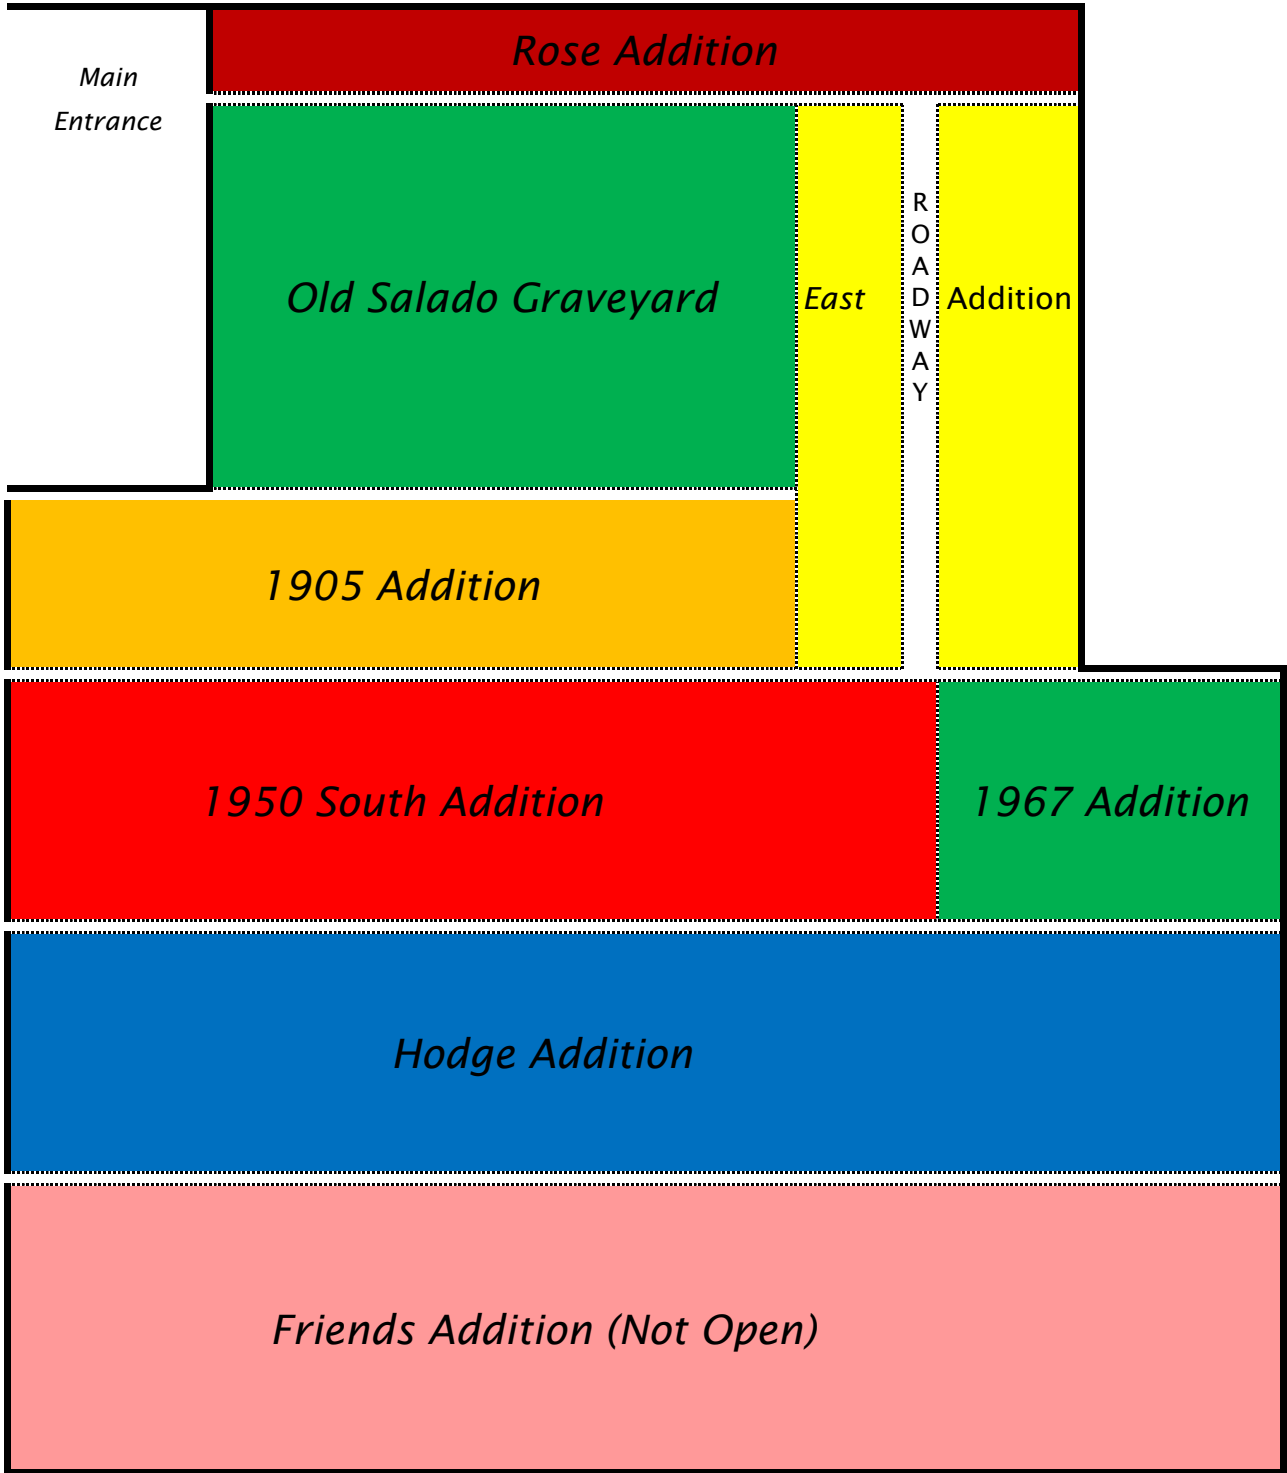 Rose Addition
Main
Entrance
R
O
A
D
W
A
Y
Old Salado Graveyard
East
Addition
1905 Addition
1950 South Addition
1967 Addition
Hodge Addition
Friends Addition (Not Open)